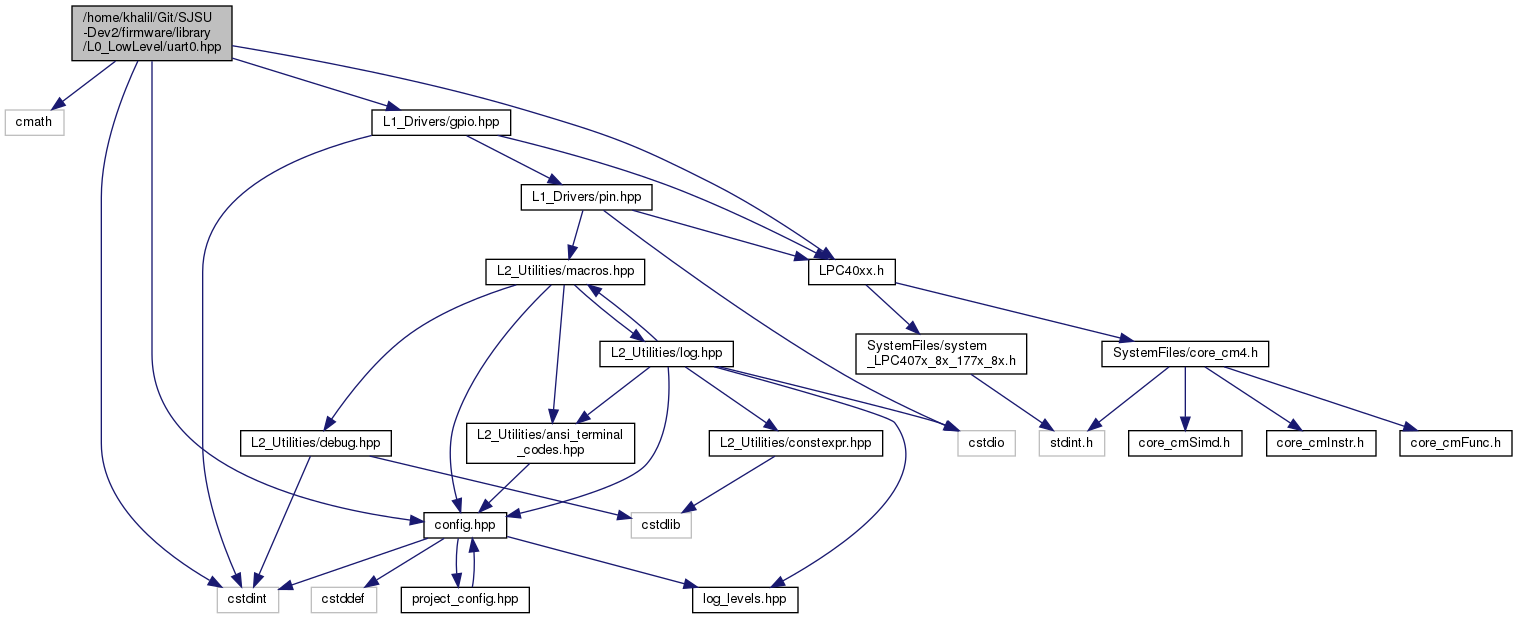 /home/khalil/Git/SJSU
-Dev2/firmware/library
/L0_LowLevel/uart0.hpp
cmath
L1_Drivers/gpio.hpp
L1_Drivers/pin.hpp
L2_Utilities/macros.hpp
LPC40xx.h
L2_Utilities/log.hpp
SystemFiles/system
_LPC407x_8x_177x_8x.h
SystemFiles/core_cm4.h
L2_Utilities/debug.hpp
L2_Utilities/ansi_terminal
_codes.hpp
L2_Utilities/constexpr.hpp
cstdio
stdint.h
core_cmSimd.h
core_cmInstr.h
core_cmFunc.h
config.hpp
cstdlib
cstdint
cstddef
project_config.hpp
log_levels.hpp